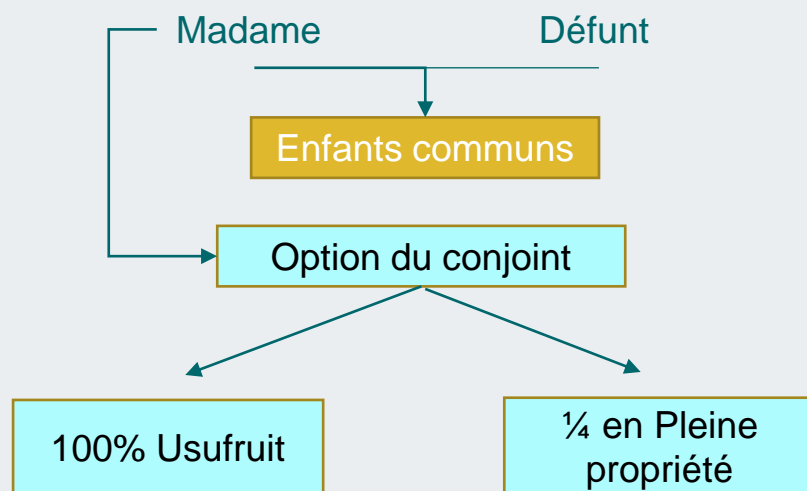 Madame
Défunt
Enfants communs
Option du conjoint
100% Usufruit
¼ en Pleine
propriété